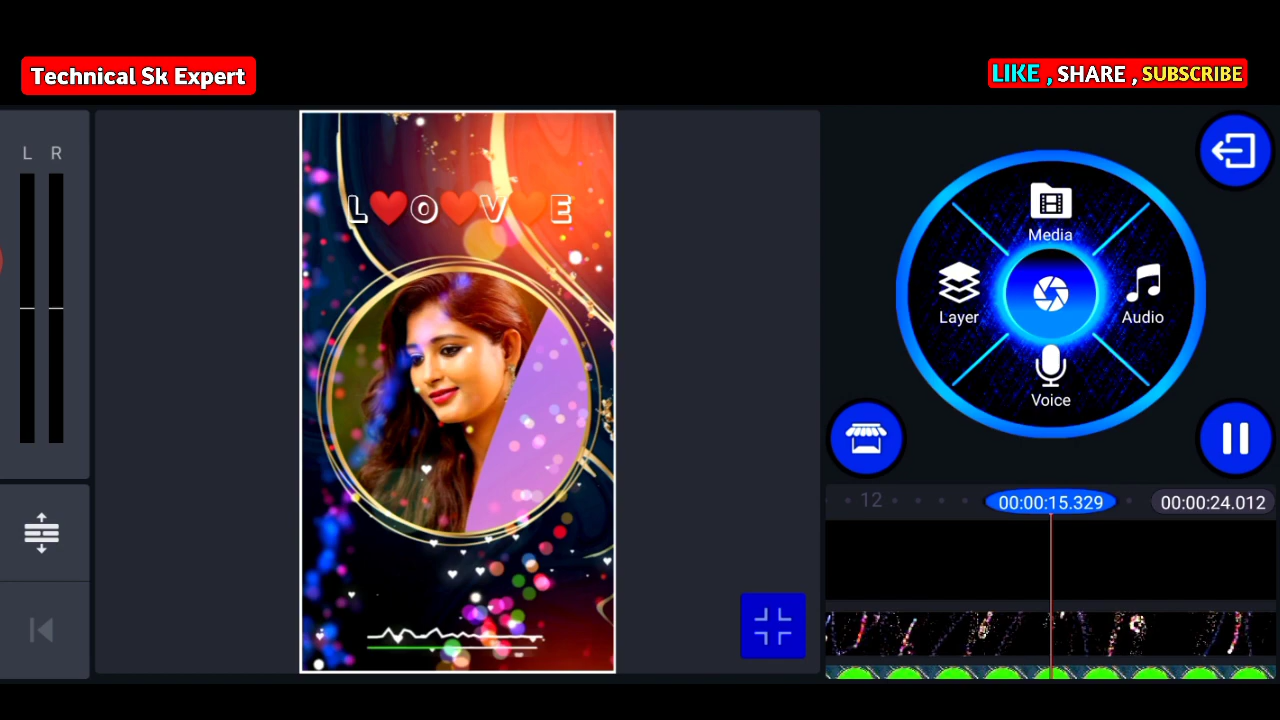 Technical Sk Expert
LIKE , SHARE , SUBSCRIBE
L R
L❤️O❤️V🧡E
Media
Layer
Audio
Voice
12
00:00:15.329
00:00:24.012